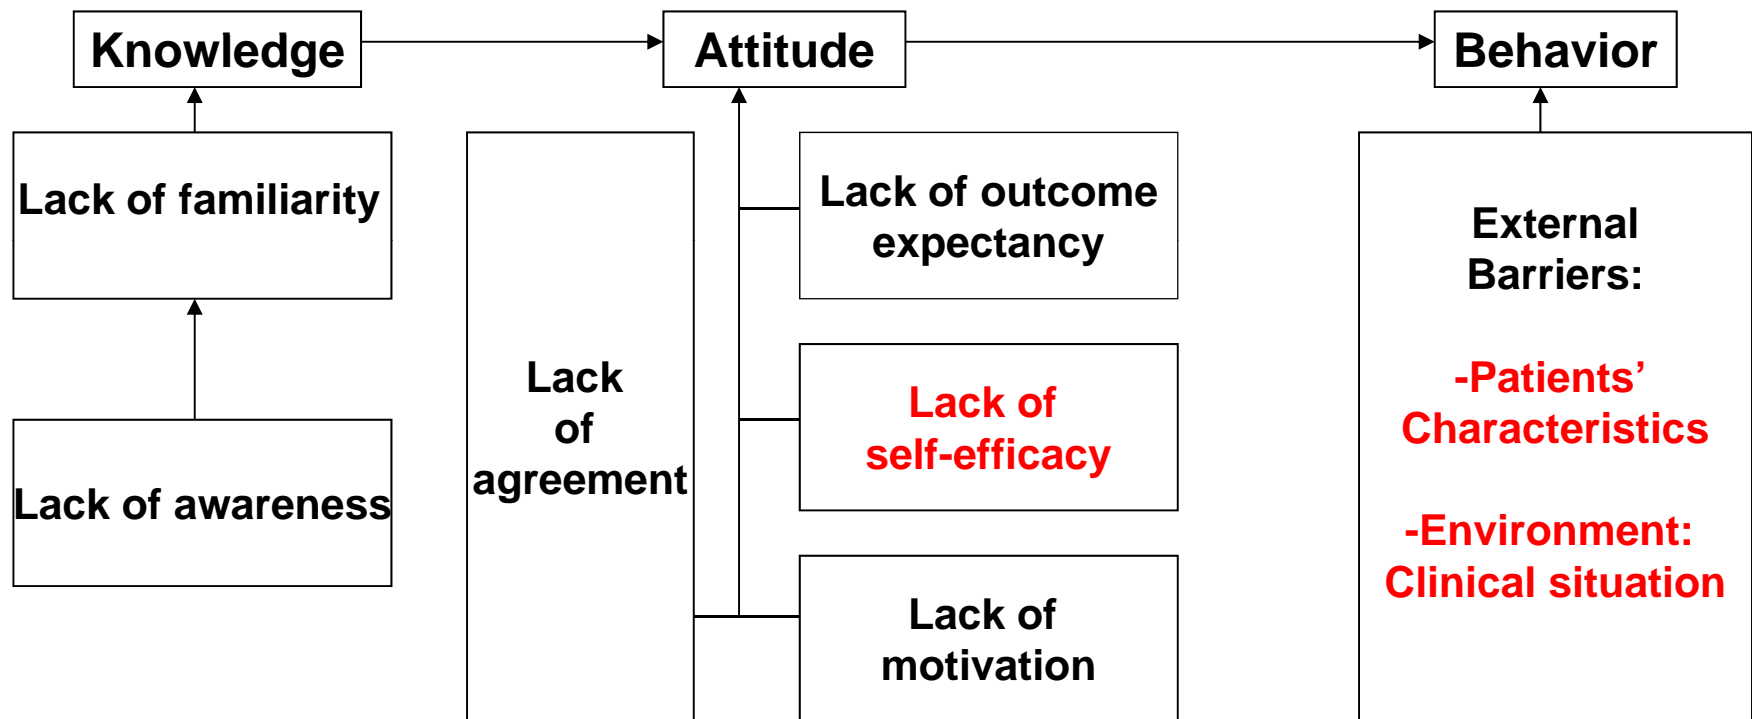 Knowledge
Attitude
Behavior
Lack of familiarity
Lack of awareness
Lack
of
agreement
Lack of outcome
expectancy
Lack of
self-efficacy
Lack of
motivation
External
Barriers:
-Patients’
Characteristics
-Environment:
Clinical situation